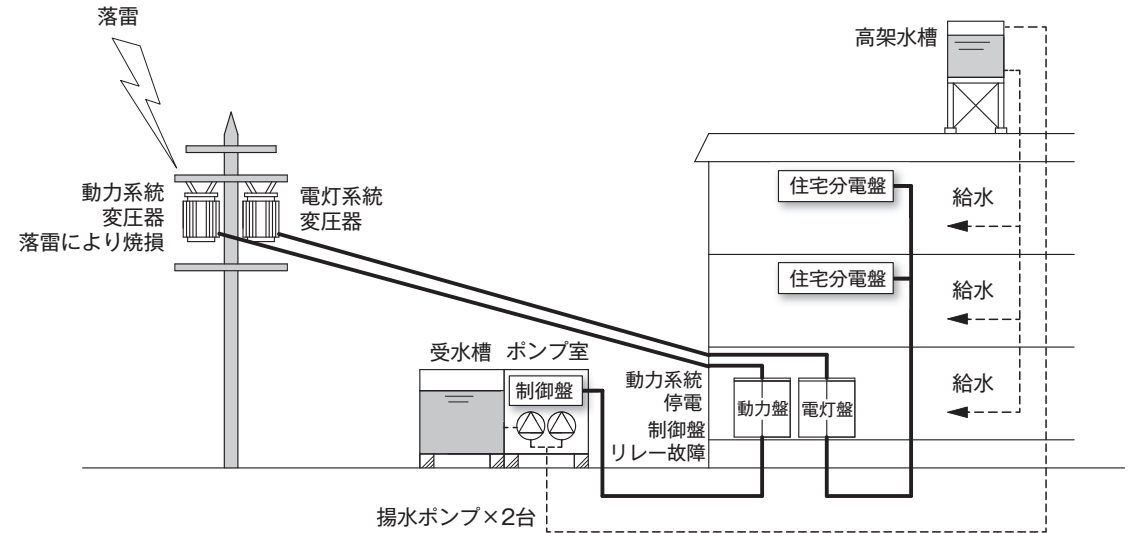 落雷
高架水槽
動力系統
変圧器
落雷により焼損
電灯系統
変圧器
住宅分電盤
給水
住宅分電盤
給水
受水槽
ポンプ室
制御盤
動力系統
停電
制御盤
リレー故障
動力盤
電灯盤
給水
揚水ポンプ×2台